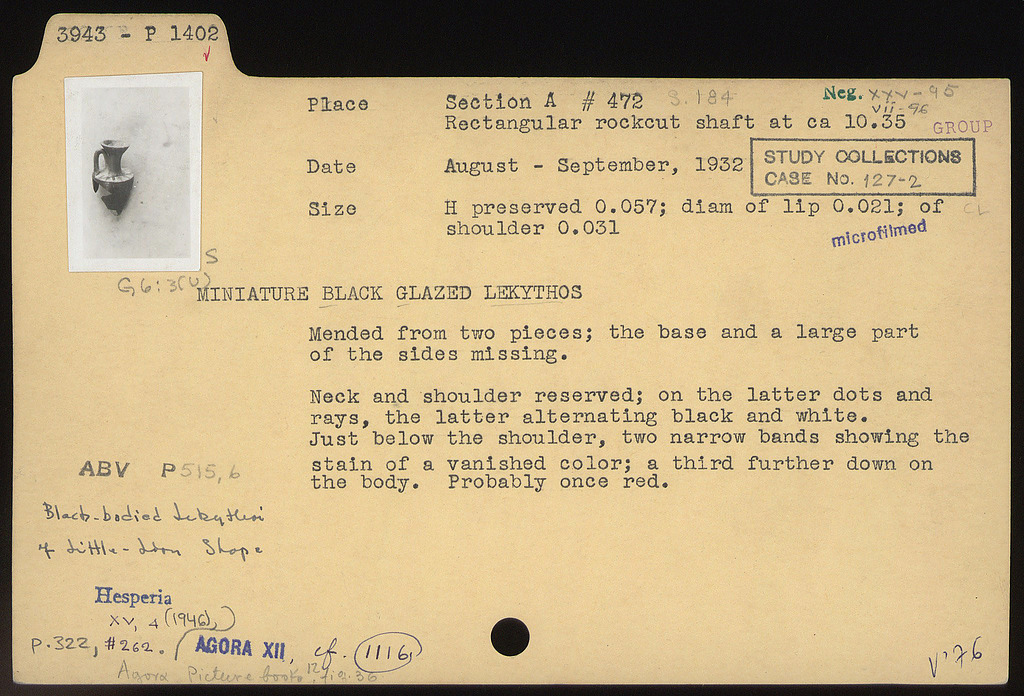 3943 - P 1402
Place Section A # 472 S. 184
Neg. XXV-95
VII-96
Rectangular rockcut shaft at ca 10.35 GROUP
Date August - September, 1932
STUDY COLLECTIONS
CASE No. 127-2
Size H preserved 0.057; diam of lip 0.021; of CL
shoulder 0.031
microfilmed
S
G 6:3(U)
MINIATURE BLACK GLAZED LEKYTHOS
Mended from two pieces; the base and a large part
of the sides missing.
Neck and shoulder reserved; on the latter dots and
rays, the latter alternating black and white.
Just below the shoulder, two narrow bands showing the
stain of a vanished color; a third further down on
the body. Probably once red.
ABV P 515, 6
Black-bodied Lekythoi
of Little-Lion Shape
Hesperia
XV, 4 (1946),
p. 322, #262. AGORA XII, cf. 1116
Agora Picture book 12, fig. 36
V'76